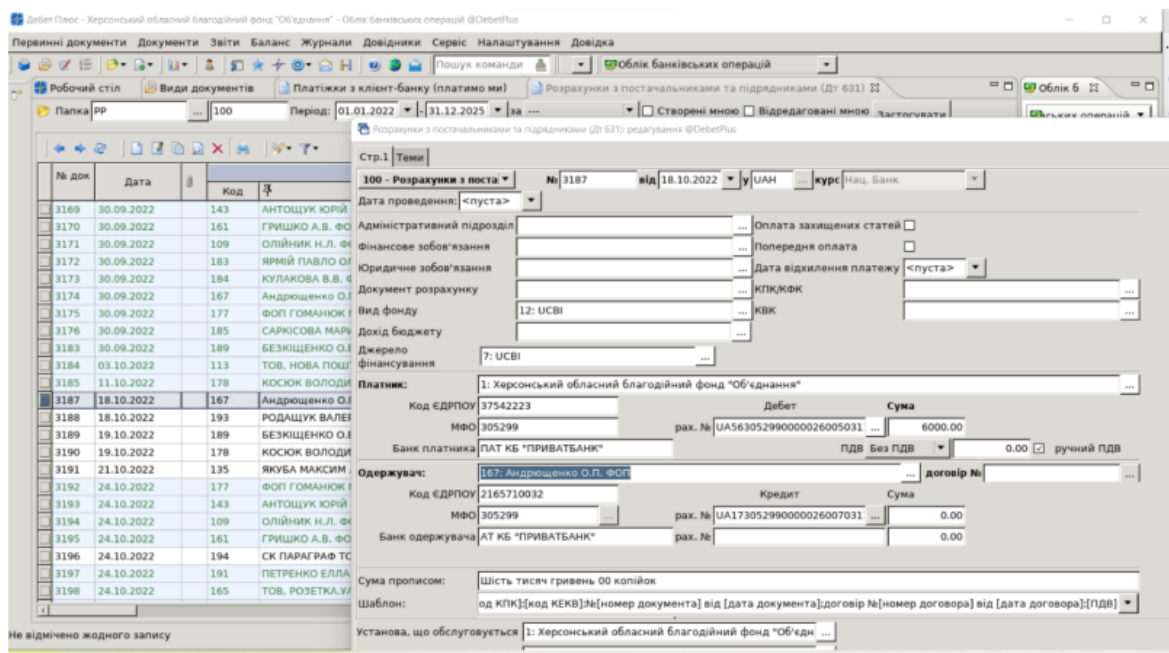 Дебет Плюс - Херсонський обласний благодійний фонд "Об'єднання" - Облік банківських операцій @DebetPlus
Первинні документи Документи Звіти Баланс Журнали Довідники Сервіс Налаштування Довідка
Пошук команди Облік банківських операцій
Робочий стіл Види документів Платіжки з клієнт-банку (платимо ми) Розрахунки з постачальниками та підрядниками (Дт 631) Облік б
Папка PP ... 100 Період: 01.01.2022 - 31.12.2025 за --- Створені мною Відредаговані мною Застосувати
Розрахунки з постачальниками та підрядниками (Дт 631): редагування @DebetPlus
Стр.1 Теми
100 – Розрахунки з поста № 3187 від 18.10.2022 у UAH ... курс Нац. Банк
Дата проведення: <пуста>
Адміністративний підрозділ ... Оплата захищених статей
Фінансове зобов'язання ... Попередня оплата
Юридичне зобов'язання ... Дата відхилення платежу <пуста>
Документ розрахунку ... КПК/КФК ...
Вид фонду 12: UCBI ... КВК ...
Дохід бюджету ...
Джерело фінансування 7: UCBI ...
Платник: 1: Херсонський обласний благодійний фонд "Об'єднання" ...
Код ЄДРПОУ 37542223 Дебет Сума
МФО 305299 рах. № UA563052990000026005031 ... 6000.00
Банк платника ПАТ КБ "ПРИВАТБАНК" ПДВ Без ПДВ 0.00 ручний ПДВ
Одержувач: 167: Андрющенко О.П. ФОП ... договір № ...
Код ЄДРПОУ 2165710032 Кредит Сума
МФО 305299 ... рах. № UA173052990000026007031 ... 0.00
Банк одержувача АТ КБ "ПРИВАТБАНК" рах. № 0.00
Сума прописом: Шість тисяч гривень 00 копійок
Шаблон: од КПК];[код КЕКВ];№[номер документа] від [дата документа];договір №[номер договора] від [дата договора];[ПДВ]
Установа, що обслуговується 1: Херсонський обласний благодійний фонд "Об'єдн ...
№ док Дата Код
3169 30.09.2022 143 АНТОЩУК ЮРІЙ
3170 30.09.2022 161 ГРИШКО А.В. ФО
3171 30.09.2022 109 ОЛІЙНИК Н.Л. Ф
3172 30.09.2022 183 ЯРМІЙ ПАВЛО ОЛ
3173 30.09.2022 184 КУЛАКОВА В.В. Ф
3174 30.09.2022 167 Андрющенко О.П
3175 30.09.2022 177 ФОП ГОМАНЮК
3176 30.09.2022 185 САРКІСОВА МАРИ
3183 30.09.2022 189 БЕЗКІЩЕНКО О.
3184 03.10.2022 113 ТОВ, НОВА ПОШТ
3185 11.10.2022 178 КОСЮК ВОЛОДИ
3187 18.10.2022 167 Андрющенко О.П
3188 18.10.2022 193 РОДАЩУК ВАЛЕР
3189 19.10.2022 189 БЕЗКІЩЕНКО О.
3190 19.10.2022 178 КОСЮК ВОЛОДИ
3191 21.10.2022 135 ЯКУБА МАКСИМ
3192 24.10.2022 177 ФОП ГОМАНЮК
3193 24.10.2022 143 АНТОЩУК ЮРІЙ
3194 24.10.2022 109 ОЛІЙНИК Н.Л. Ф
3195 24.10.2022 161 ГРИШКО А.В. ФО
3196 24.10.2022 194 СК ПАРАГРАФ ТО
3197 24.10.2022 191 ПЕТРЕНКО ЕЛЛА
3198 24.10.2022 165 ТОВ, РОЗЕТКА.УА
Не відмічено жодного запису